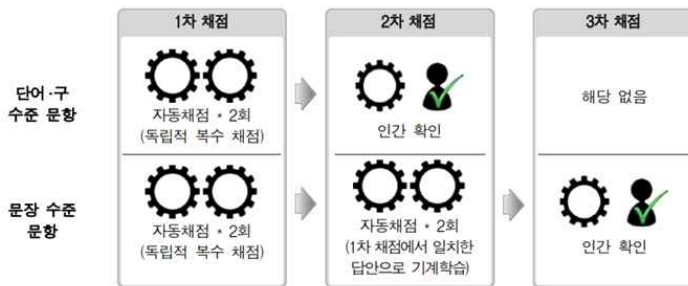 1차 채점
2차 채점
3차 채점
단어·구
수준 문항
자동채점 * 2회
(독립적 복수 채점)
인간 확인
해당 없음
문장 수준
문항
자동채점 * 2회
(독립적 복수 채점)
자동채점 * 2회
(1차 채점에서 일치한
답안으로 기계학습)
인간 확인